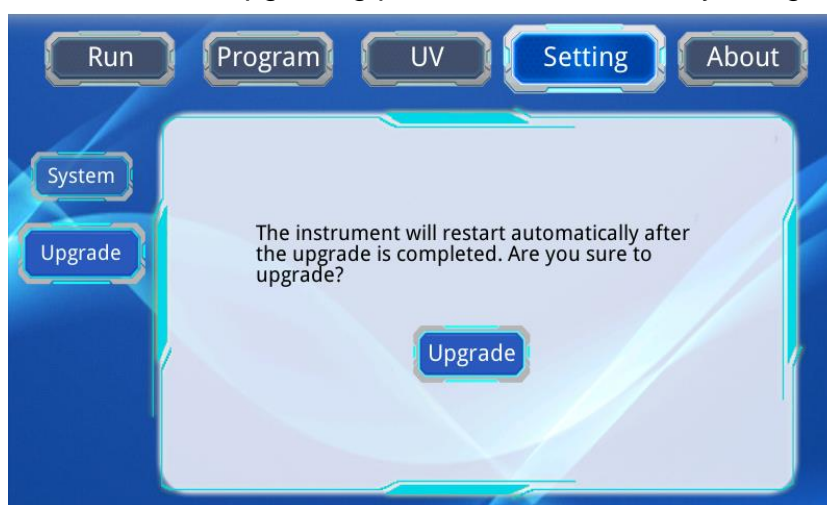 Run Program UV Setting About
System
Upgrade
The instrument will restart automatically after
the upgrade is completed. Are you sure to
upgrade?
Upgrade